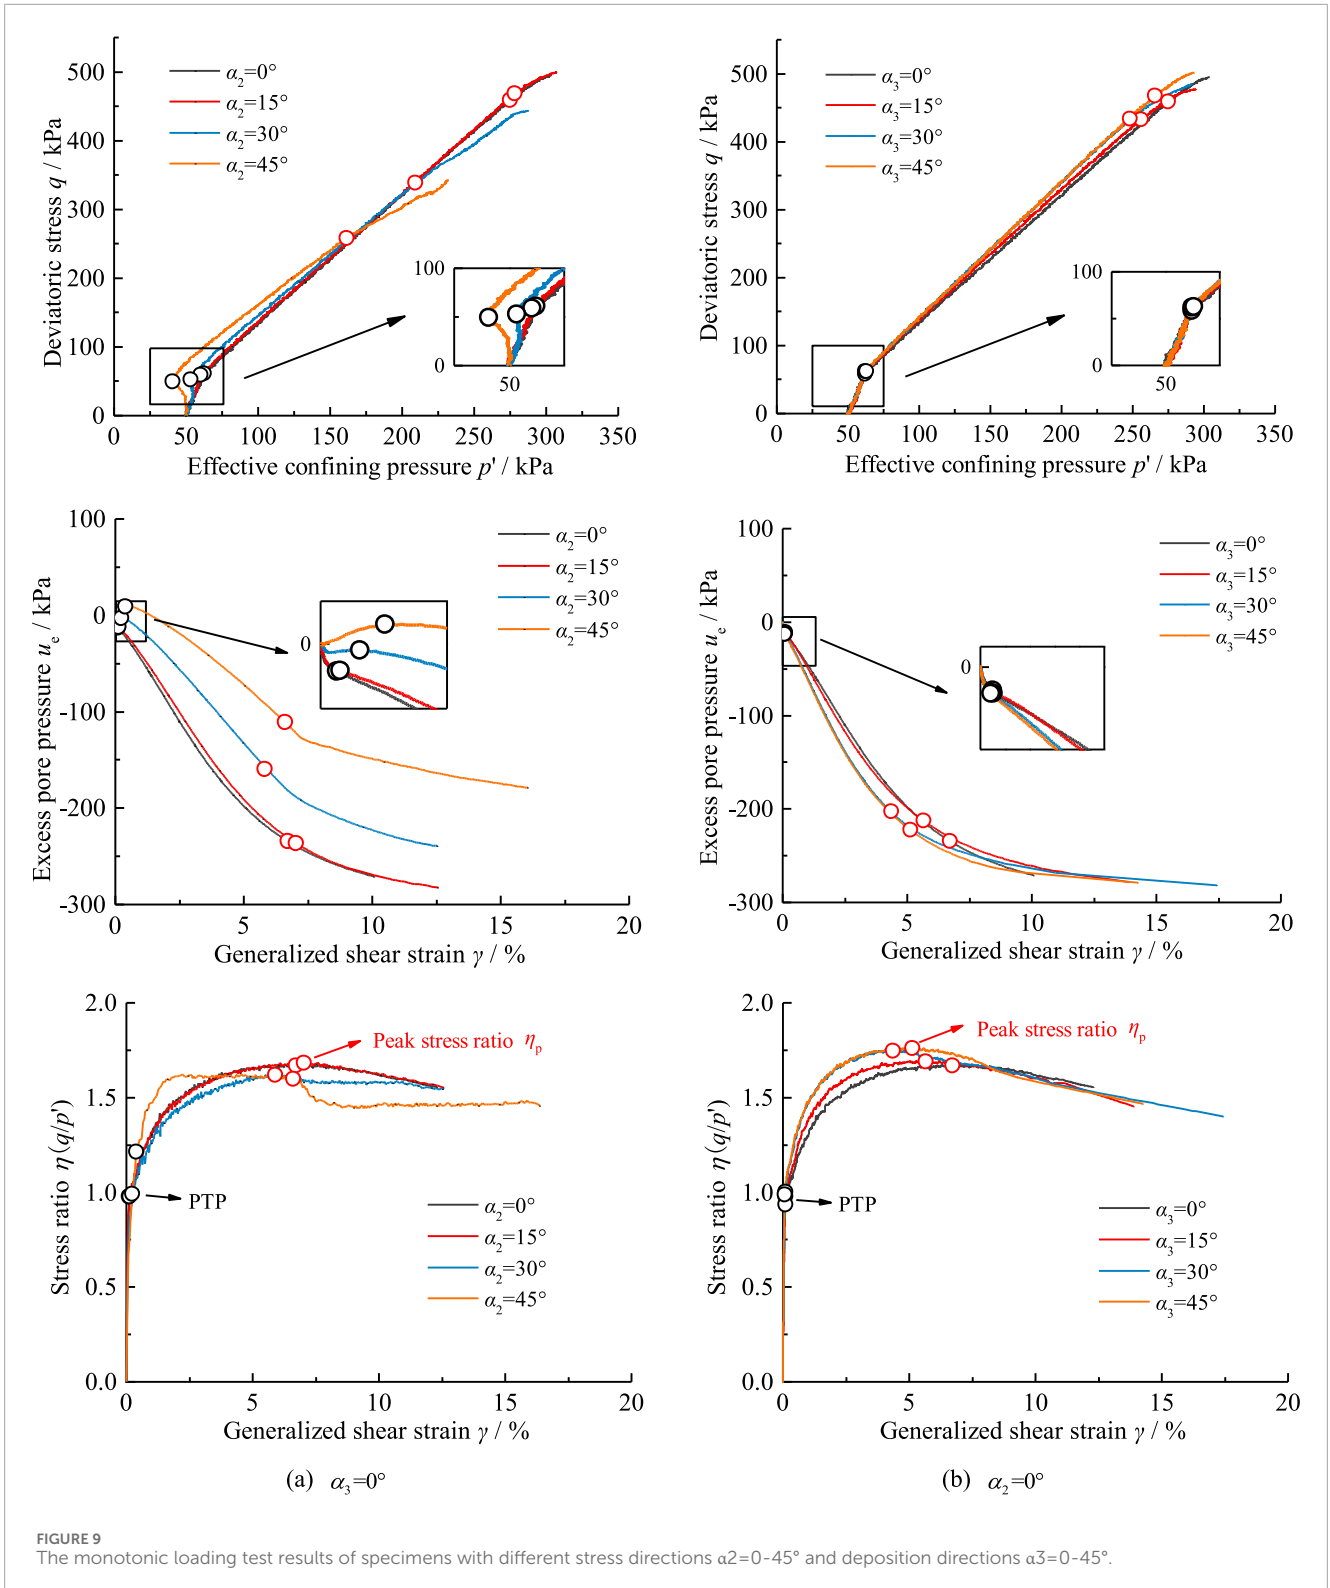 500
400
300
200
100
0
0
50
100
150
200
250
300
350
Deviatoric stress q / kPa
Effective confining pressure p' / kPa
α2=0°
α2=15°
α2=30°
α2=45°
100
0
50
500
400
300
200
100
0
0
50
100
150
200
250
300
350
Deviatoric stress q / kPa
Effective confining pressure p' / kPa
α3=0°
α3=15°
α3=30°
α3=45°
100
0
50
100
0
-100
-200
-300
0
5
10
15
20
Excess pore pressure ue / kPa
Generalized shear strain γ / %
α2=0°
α2=15°
α2=30°
α2=45°
0
100
0
-100
-200
-300
0
5
10
15
20
Excess pore pressure ue / kPa
Generalized shear strain γ / %
α3=0°
α3=15°
α3=30°
α3=45°
0
2.0
1.5
1.0
0.5
0.0
0
5
10
15
20
Stress ratio η (q/p')
Generalized shear strain γ / %
Peak stress ratio ηp
PTP
α2=0°
α2=15°
α2=30°
α2=45°
(a) α3=0°
2.0
1.5
1.0
0.5
0.0
0
5
10
15
20
Stress ratio η (q/p')
Generalized shear strain γ / %
Peak stress ratio ηp
PTP
α3=0°
α3=15°
α3=30°
α3=45°
(b) α2=0°
FIGURE 9
The monotonic loading test results of specimens with different stress directions α2=0-45° and deposition directions α3=0-45°.